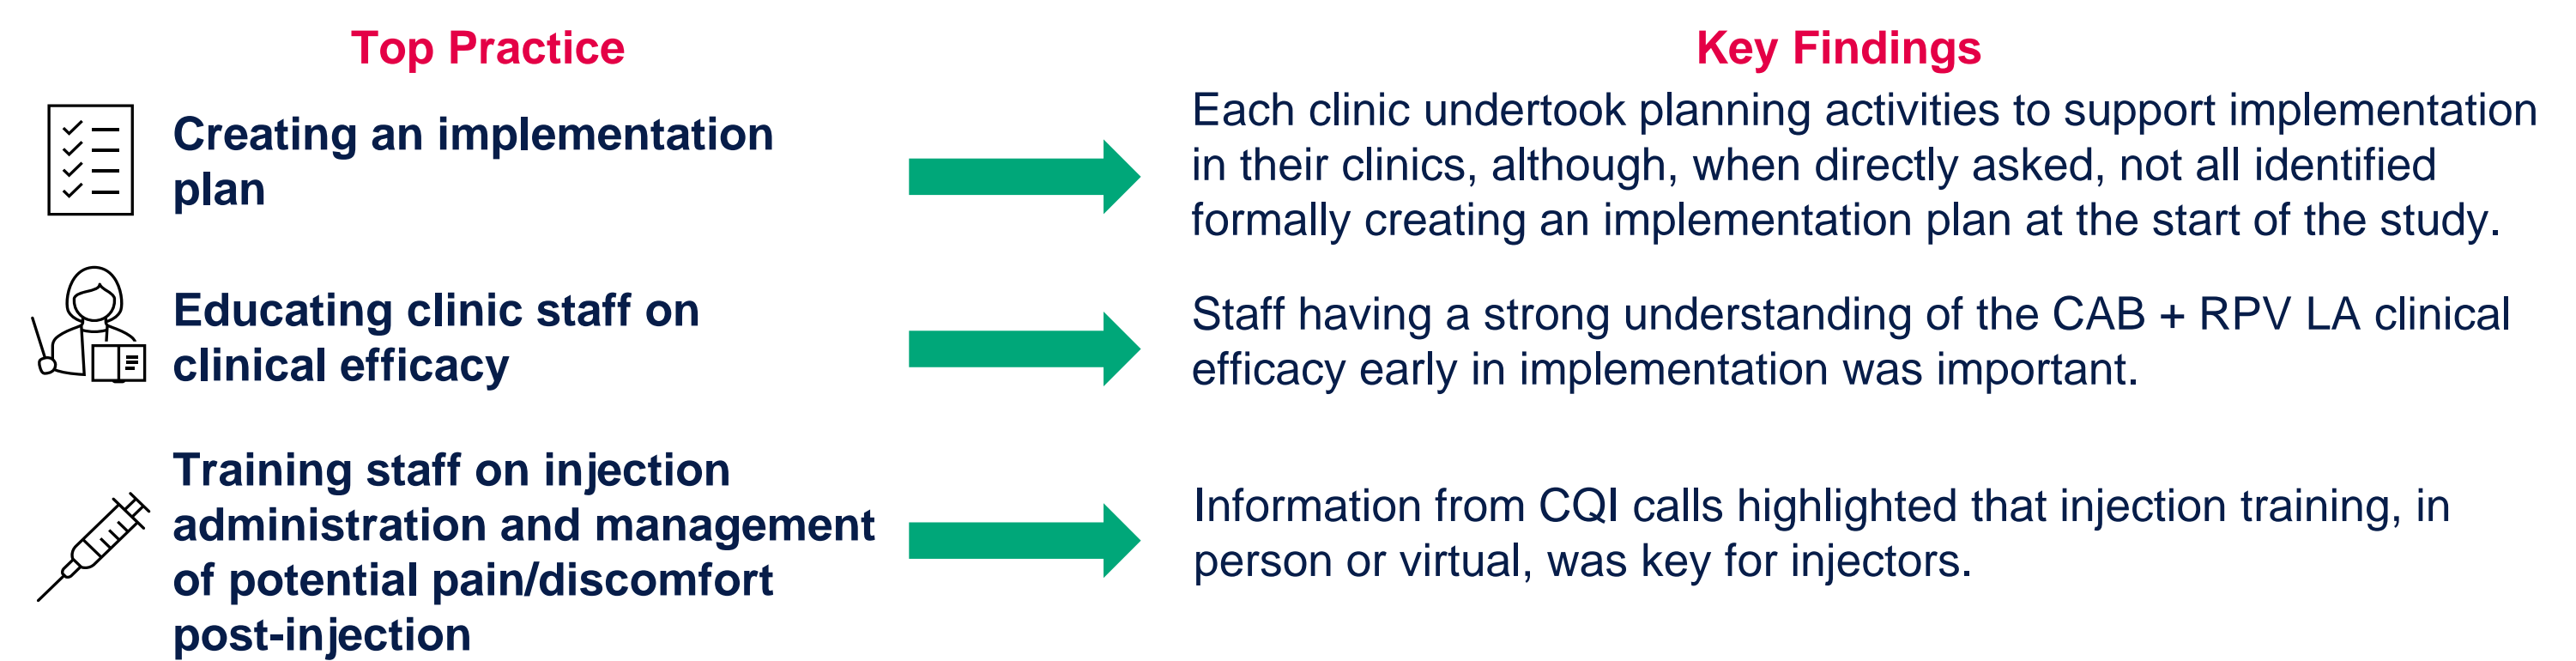 Top Practice
Key Findings
Creating an implementation
plan
Each clinic undertook planning activities to support implementation
in their clinics, although, when directly asked, not all identified
formally creating an implementation plan at the start of the study.
Educating clinic staff on
clinical efficacy
Staff having a strong understanding of the CAB + RPV LA clinical
efficacy early in implementation was important.
Training staff on injection
administration and management
of potential pain/discomfort
post-injection
Information from CQI calls highlighted that injection training, in
person or virtual, was key for injectors.